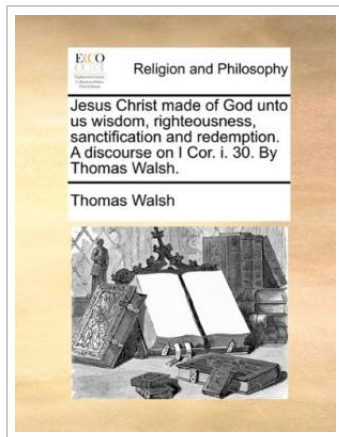 ECCO
Religion and Philosophy
Jesus Christ made of God unto
us wisdom, righteousness,
sanctification and redemption.
A discourse on I Cor. i. 30. By
Thomas Walsh.
Thomas Walsh